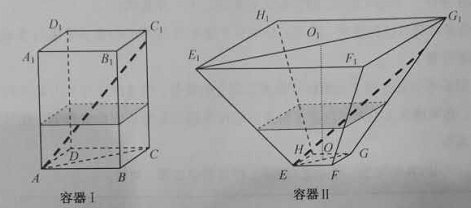 D₁ C₁
A₁ B₁
D C
A B
容器 I
H₁ G₁
O₁
E₁ F₁
H O G
E F
容器 II